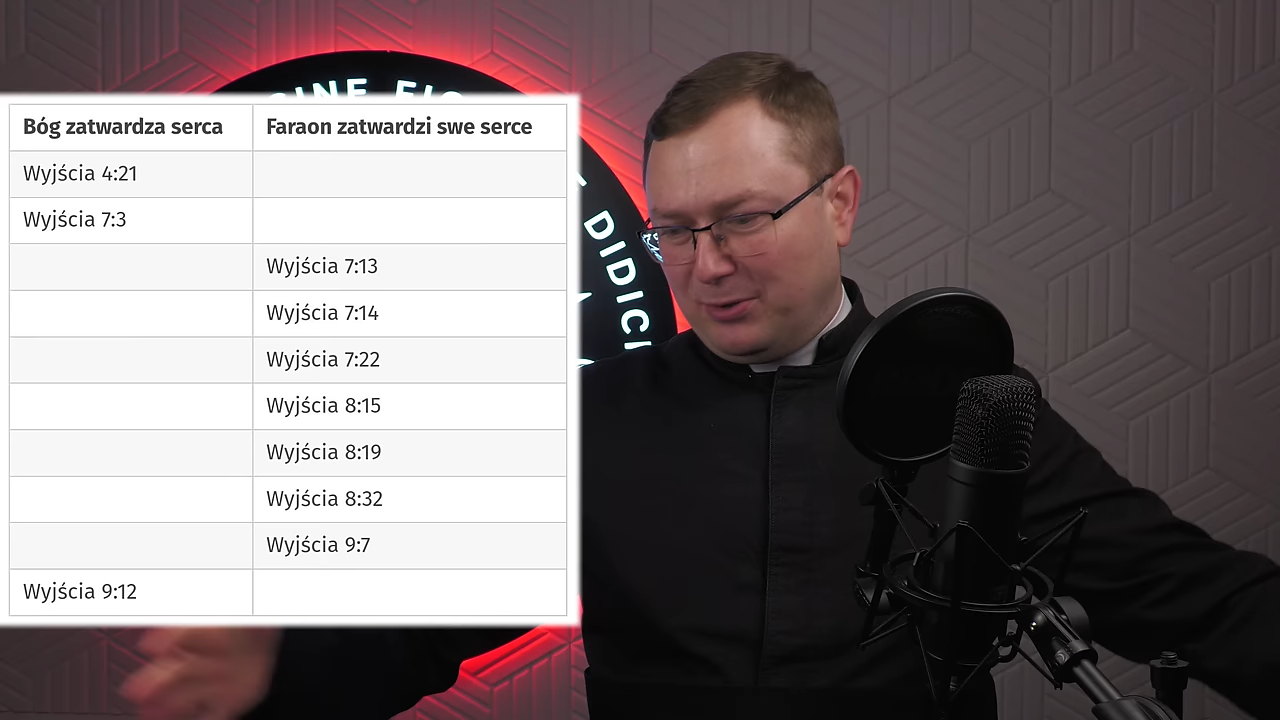 Bóg zatwardza serca Faraon zatwardzi swe serce
Wyjścia 4:21
Wyjścia 7:3
Wyjścia 7:13
Wyjścia 7:14
Wyjścia 7:22
Wyjścia 8:15
Wyjścia 8:19
Wyjścia 8:32
Wyjścia 9:7
Wyjścia 9:12